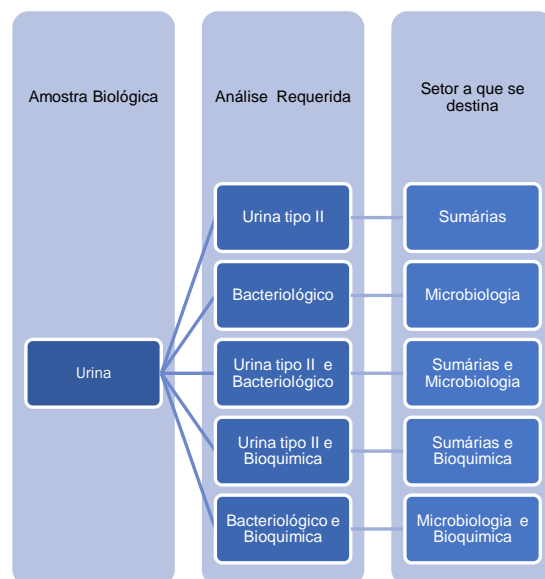 Amostra Biológica
Análise Requerida
Setor a que se
destina
Urina
Urina tipo II
Sumárias
Bacteriológico
Microbiologia
Urina tipo II e
Bacteriológico
Sumárias e
Microbiologia
Urina tipo II e
Bioquimica
Sumárias e
Bioquimica
Bacteriológico e
Bioquimica
Microbiologia e
Bioquimica